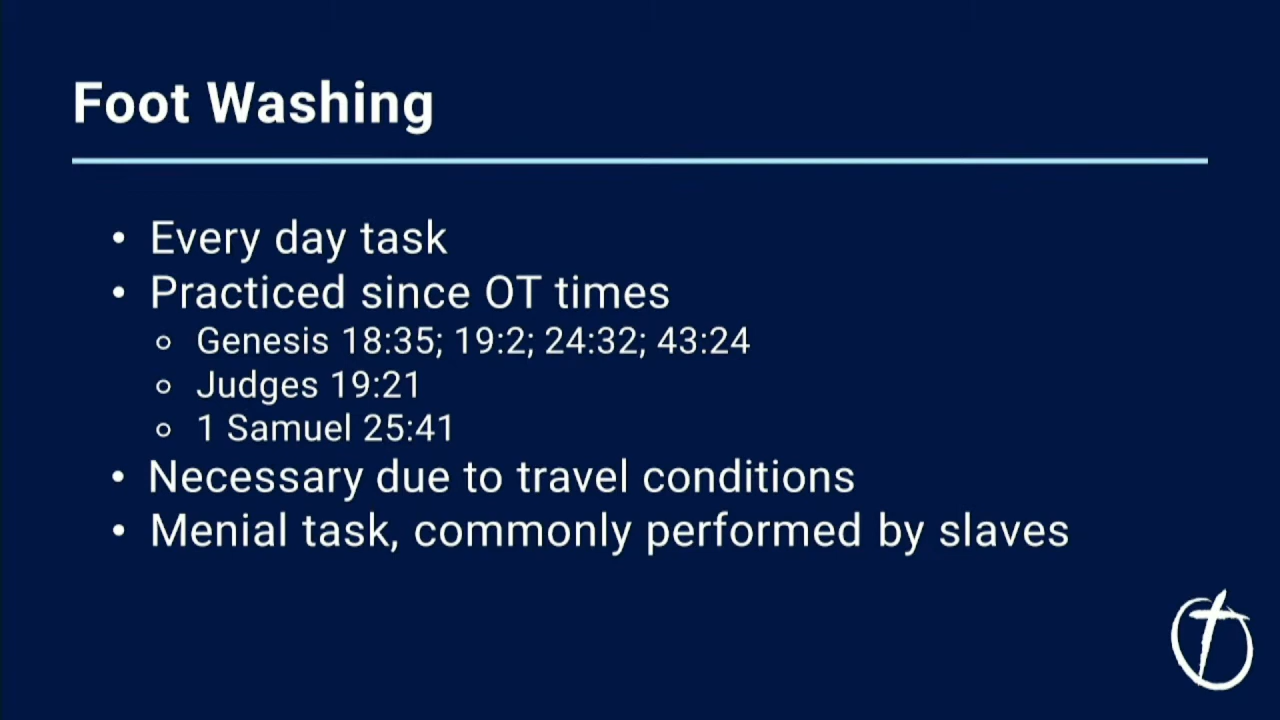 Foot Washing
• Every day task
• Practiced since OT times
○ Genesis 18:35; 19:2; 24:32; 43:24
○ Judges 19:21
○ 1 Samuel 25:41
• Necessary due to travel conditions
• Menial task, commonly performed by slaves